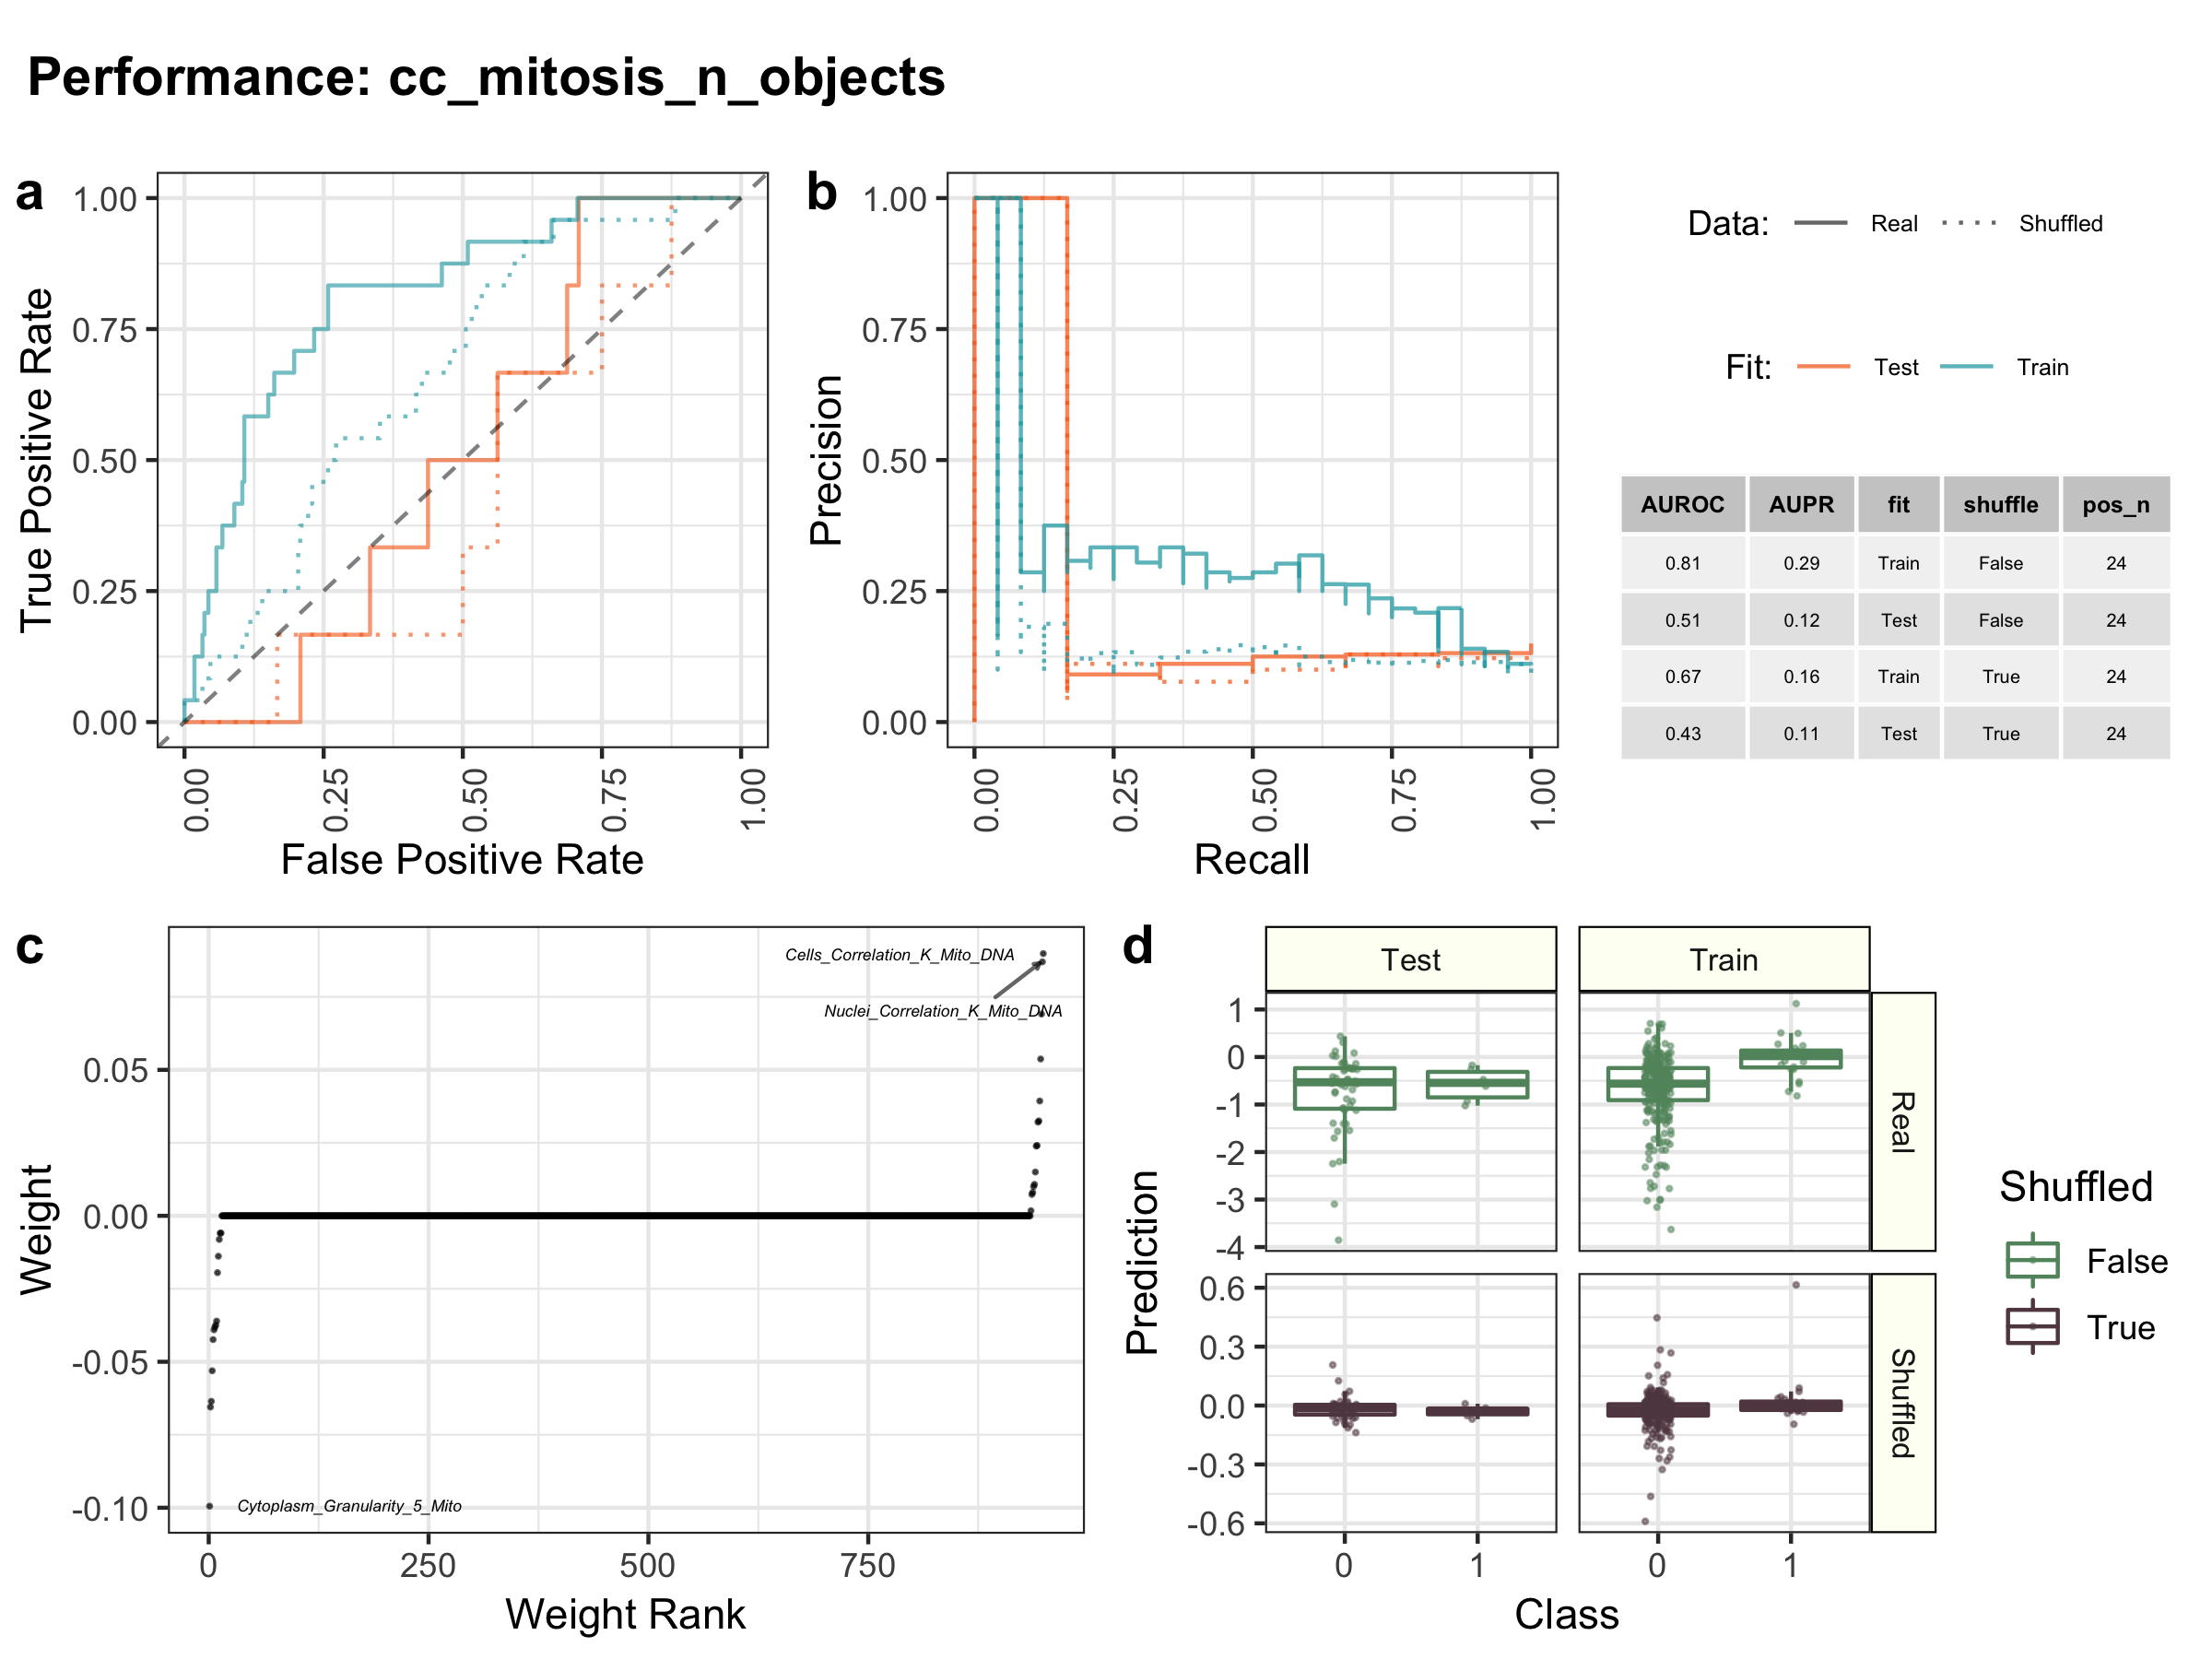 Performance: cc_mitosis_n_objects
a
1.00
0.75
0.50
0.25
0.00
True Positive Rate
0.00
0.25
0.50
0.75
1.00
False Positive Rate
b
1.00
0.75
0.50
0.25
0.00
Precision
0.00
0.25
0.50
0.75
1.00
Recall
Data: Real Shuffled
Fit: Test Train
AUROC AUPR fit shuffle pos_n
0.81 0.29 Train False 24
0.51 0.12 Test False 24
0.67 0.16 Train True 24
0.43 0.11 Test True 24
c
Cells_Correlation_K_Mito_DNA
Nuclei_Correlation_K_Mito_DNA
Cytoplasm_Granularity_5_Mito
0.05
0.00
-0.05
-0.10
Weight
0 250 500 750
Weight Rank
d
Test Train
1
0
-1
-2
-3
-4
Real
0.6
0.3
0.0
-0.3
-0.6
Shuffled
Prediction
0 1 0 1
Class
Shuffled
False
True